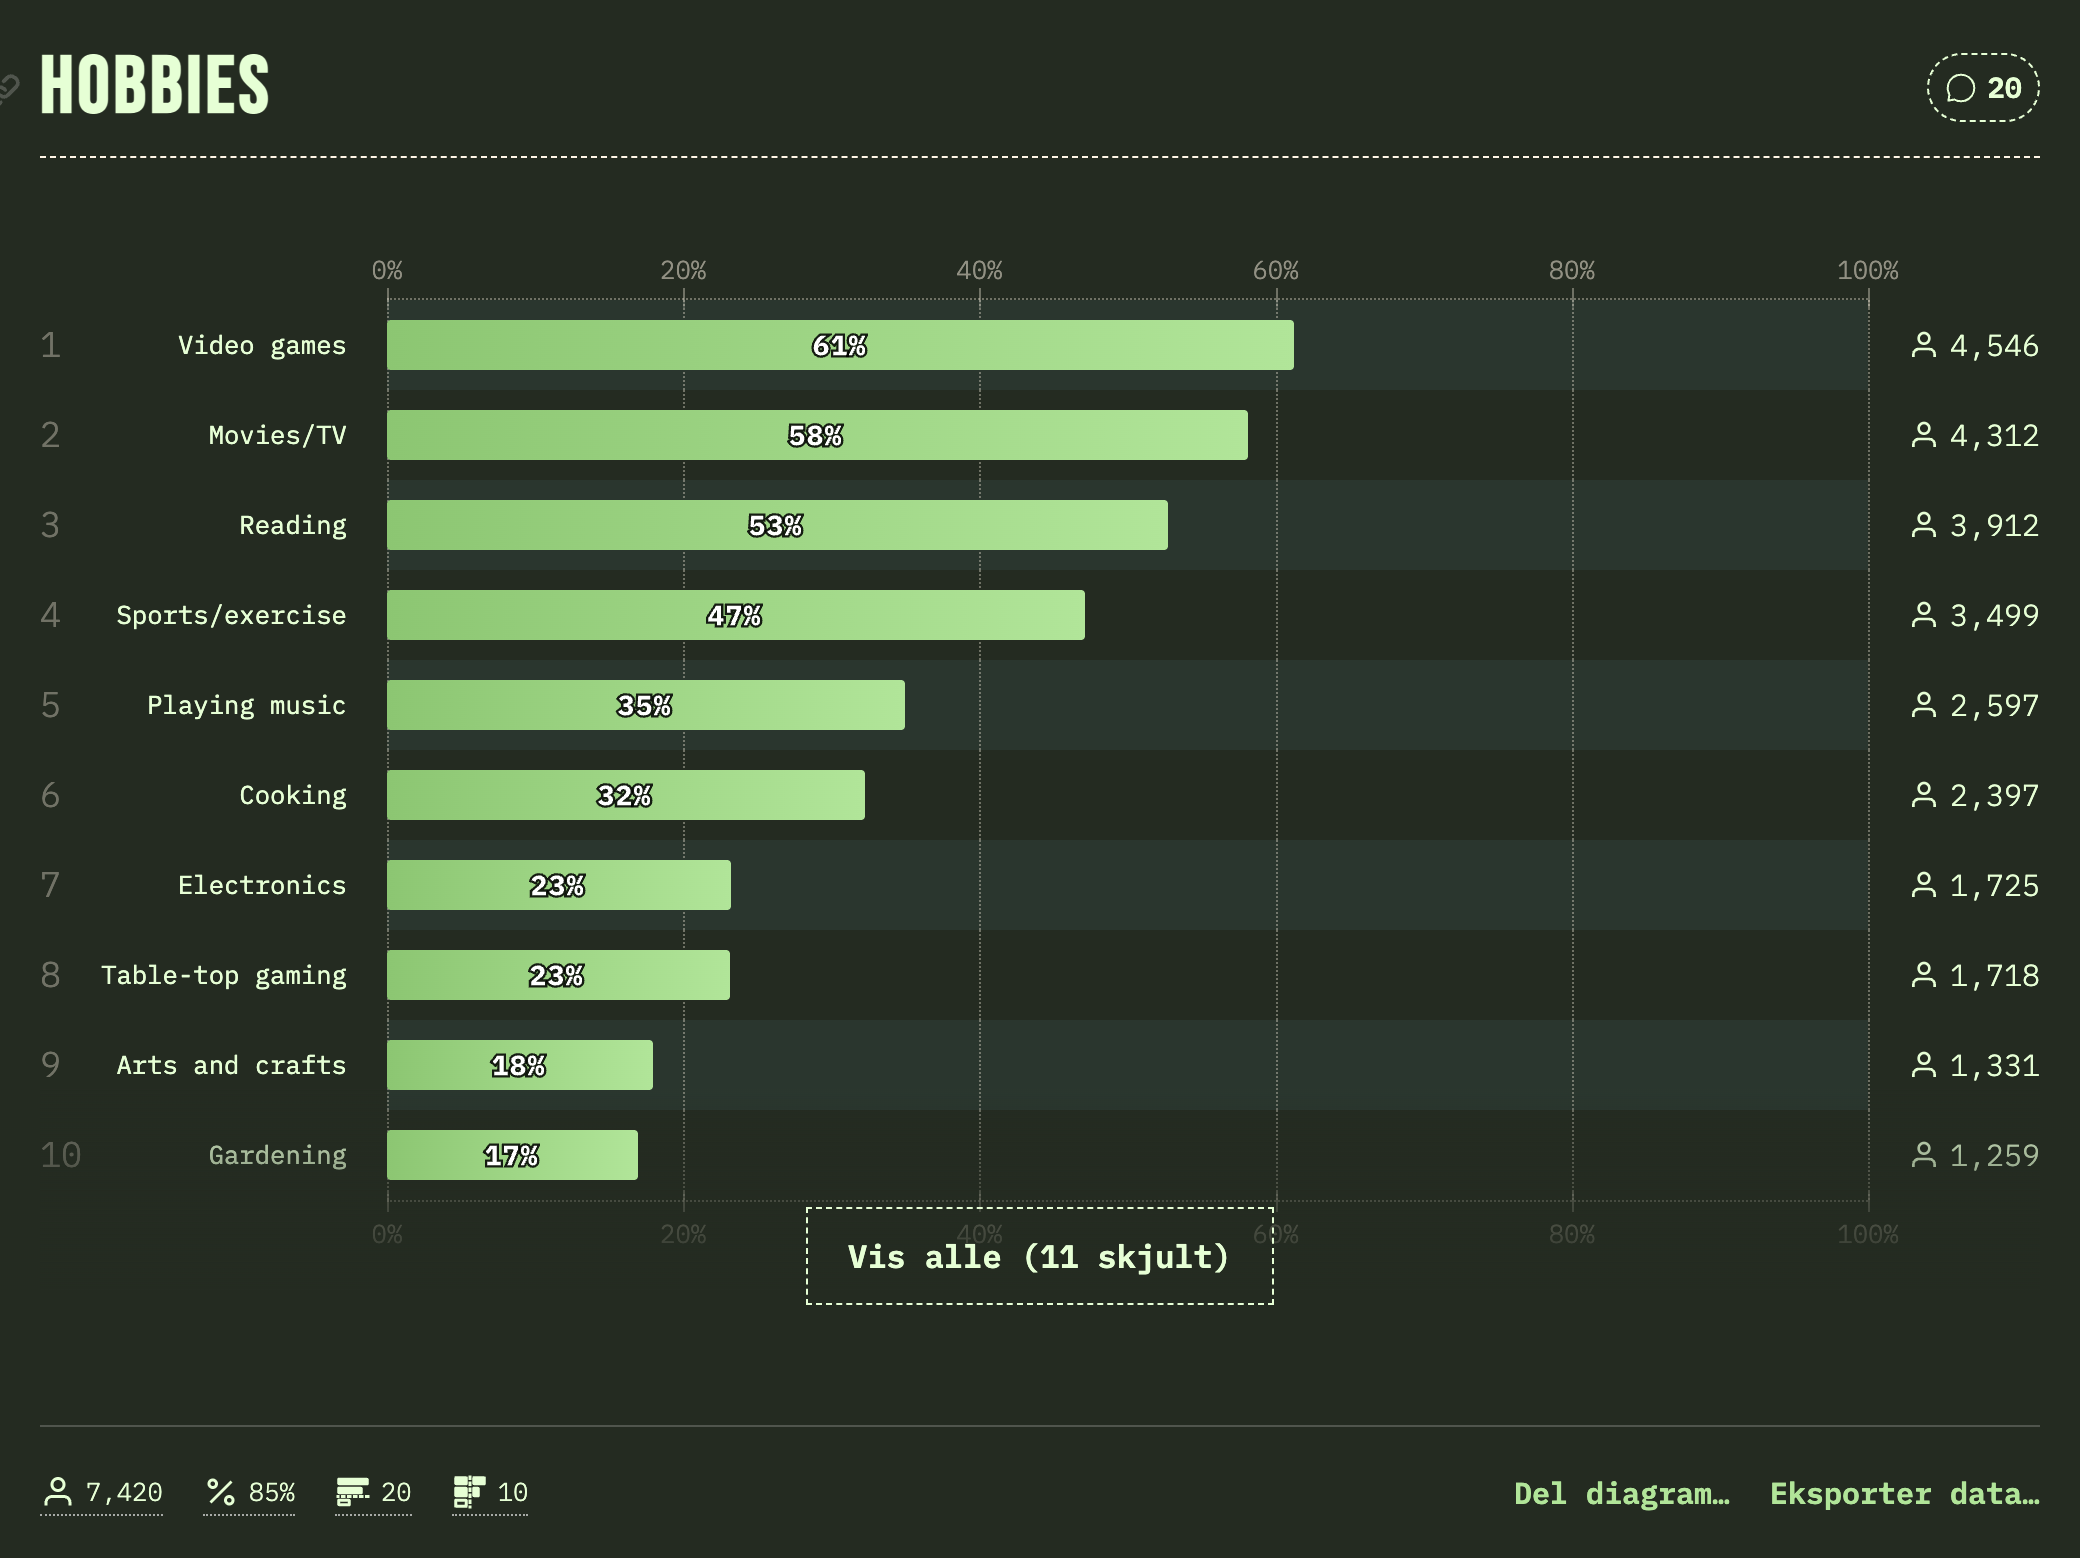 HOBBIES
20
0% 20% 40% 60% 80% 100%
1 Video games 61% 4,546
2 Movies/TV 58% 4,312
3 Reading 53% 3,912
4 Sports/exercise 47% 3,499
5 Playing music 35% 2,597
6 Cooking 32% 2,397
7 Electronics 23% 1,725
8 Table-top gaming 23% 1,718
9 Arts and crafts 18% 1,331
10 Gardening 17% 1,259
0% 20% 40% 60% 80% 100%
Vis alle (11 skjult)
7,420 85% 20 10 Del diagram… Eksporter data…